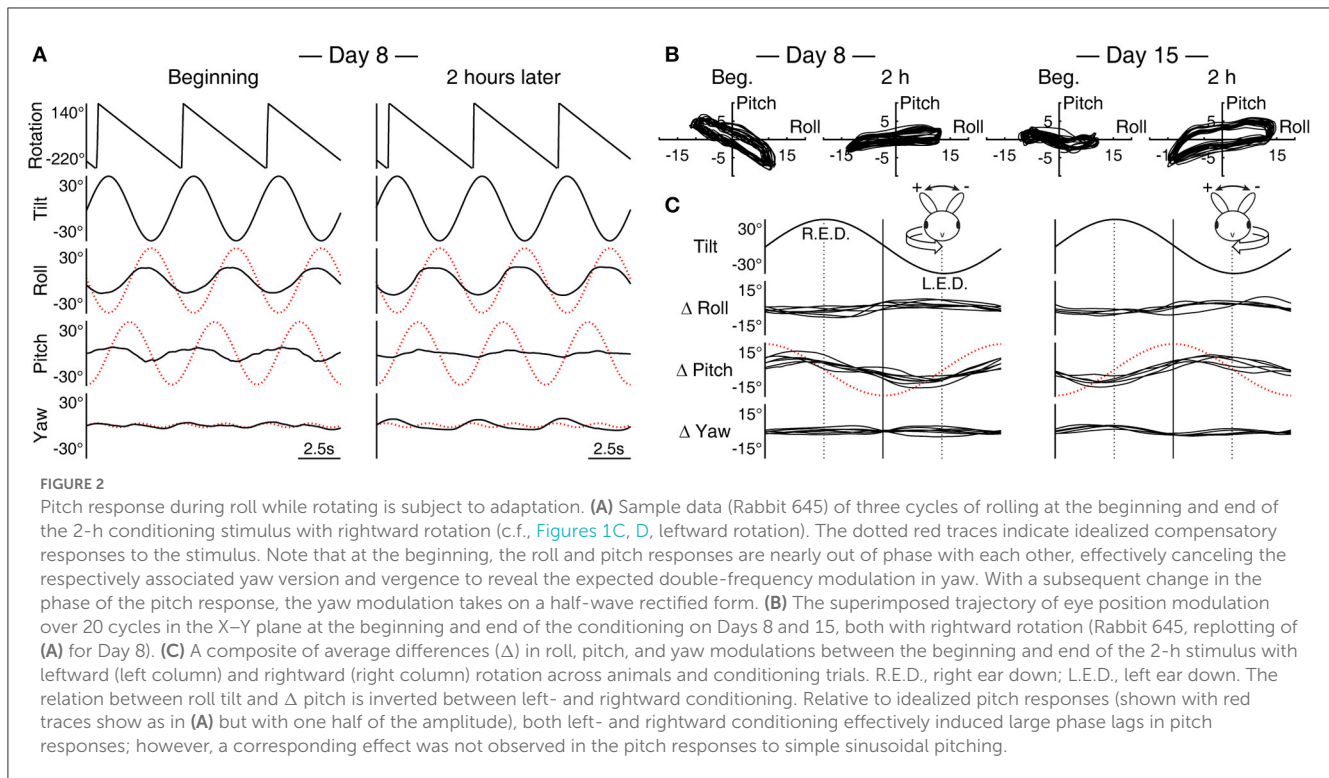 A
— Day 8 —
Beginning
2 hours later
Rotation
140°
-220°
Tilt
30°
-30°
Roll
30°
-30°
Pitch
30°
-30°
Yaw
30°
-30°
2.5s
2.5s
B
— Day 8 —
— Day 15 —
Beg.
2 h
Beg.
2 h
Pitch
Pitch
5
5
5
5
Roll
Roll
-5
-5
-5
-5
-15
15
-15
15
C
+ -
+ -
v
v
Tilt
30°
-30°
R.E.D.
L.E.D.
Δ Roll
15°
-15°
Δ Pitch
15°
-15°
Δ Yaw
15°
-15°
FIGURE 2
Pitch response during roll while rotating is subject to adaptation. (A) Sample data (Rabbit 645) of three cycles of rolling at the beginning and end of
the 2-h conditioning stimulus with rightward rotation (c.f., Figures 1C, D, leftward rotation). The dotted red traces indicate idealized compensatory
responses to the stimulus. Note that at the beginning, the roll and pitch responses are nearly out of phase with each other, effectively canceling the
respectively associated yaw version and vergence to reveal the expected double-frequency modulation in yaw. With a subsequent change in the
phase of the pitch response, the yaw modulation takes on a half-wave rectified form. (B) The superimposed trajectory of eye position modulation
over 20 cycles in the X–Y plane at the beginning and end of the conditioning on Days 8 and 15, both with rightward rotation (Rabbit 645, replotting of
(A) for Day 8). (C) A composite of average differences (Δ) in roll, pitch, and yaw modulations between the beginning and end of the 2-h stimulus with
leftward (left column) and rightward (right column) rotation across animals and conditioning trials. R.E.D., right ear down; L.E.D., left ear down. The
relation between roll tilt and Δ pitch is inverted between left- and rightward conditioning. Relative to idealized pitch responses (shown with red
traces show as in (A) but with one half of the amplitude), both left- and rightward conditioning effectively induced large phase lags in pitch
responses; however, a corresponding effect was not observed in the pitch responses to simple sinusoidal pitching.